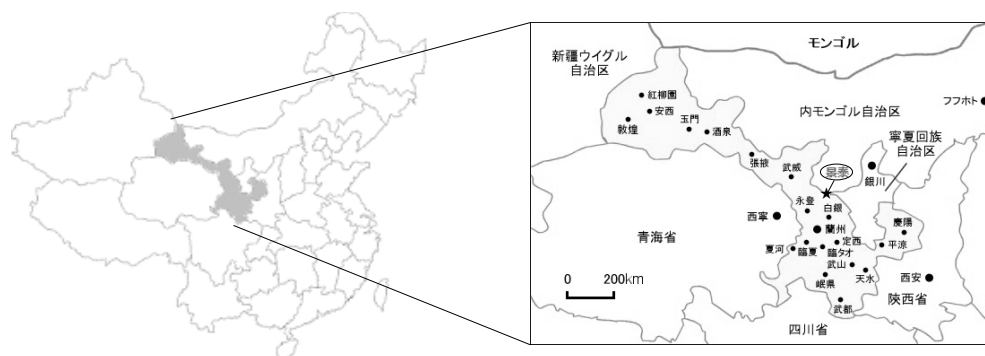 モンゴル
新疆ウイグル
自治区
紅柳園
安西
敦煌
玉門
酒泉
内モンゴル自治区
フフホト
寧夏回族
自治区
張掖
武威
景泰
銀川
永登
白銀
西寧
蘭州
慶陽
青海省
夏河
臨夏
定西
臨タオ
平涼
武山
岷県
天水
西安
陝西省
武都
四川省
0 200km